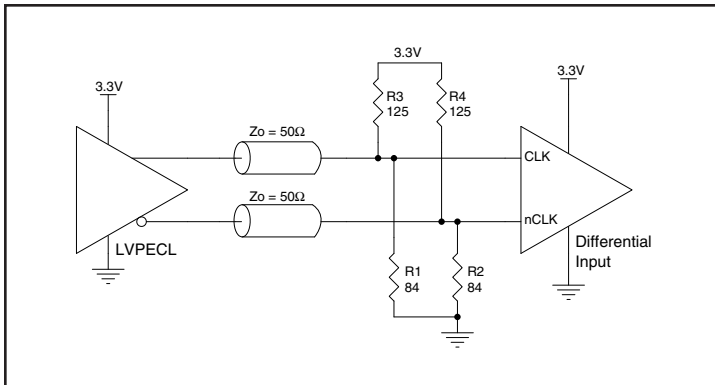 3.3V
3.3V
3.3V
R3
125
R4
125
Zo = 50Ω
Zo = 50Ω
CLK
nCLK
LVPECL
Differential
Input
R1
84
R2
84